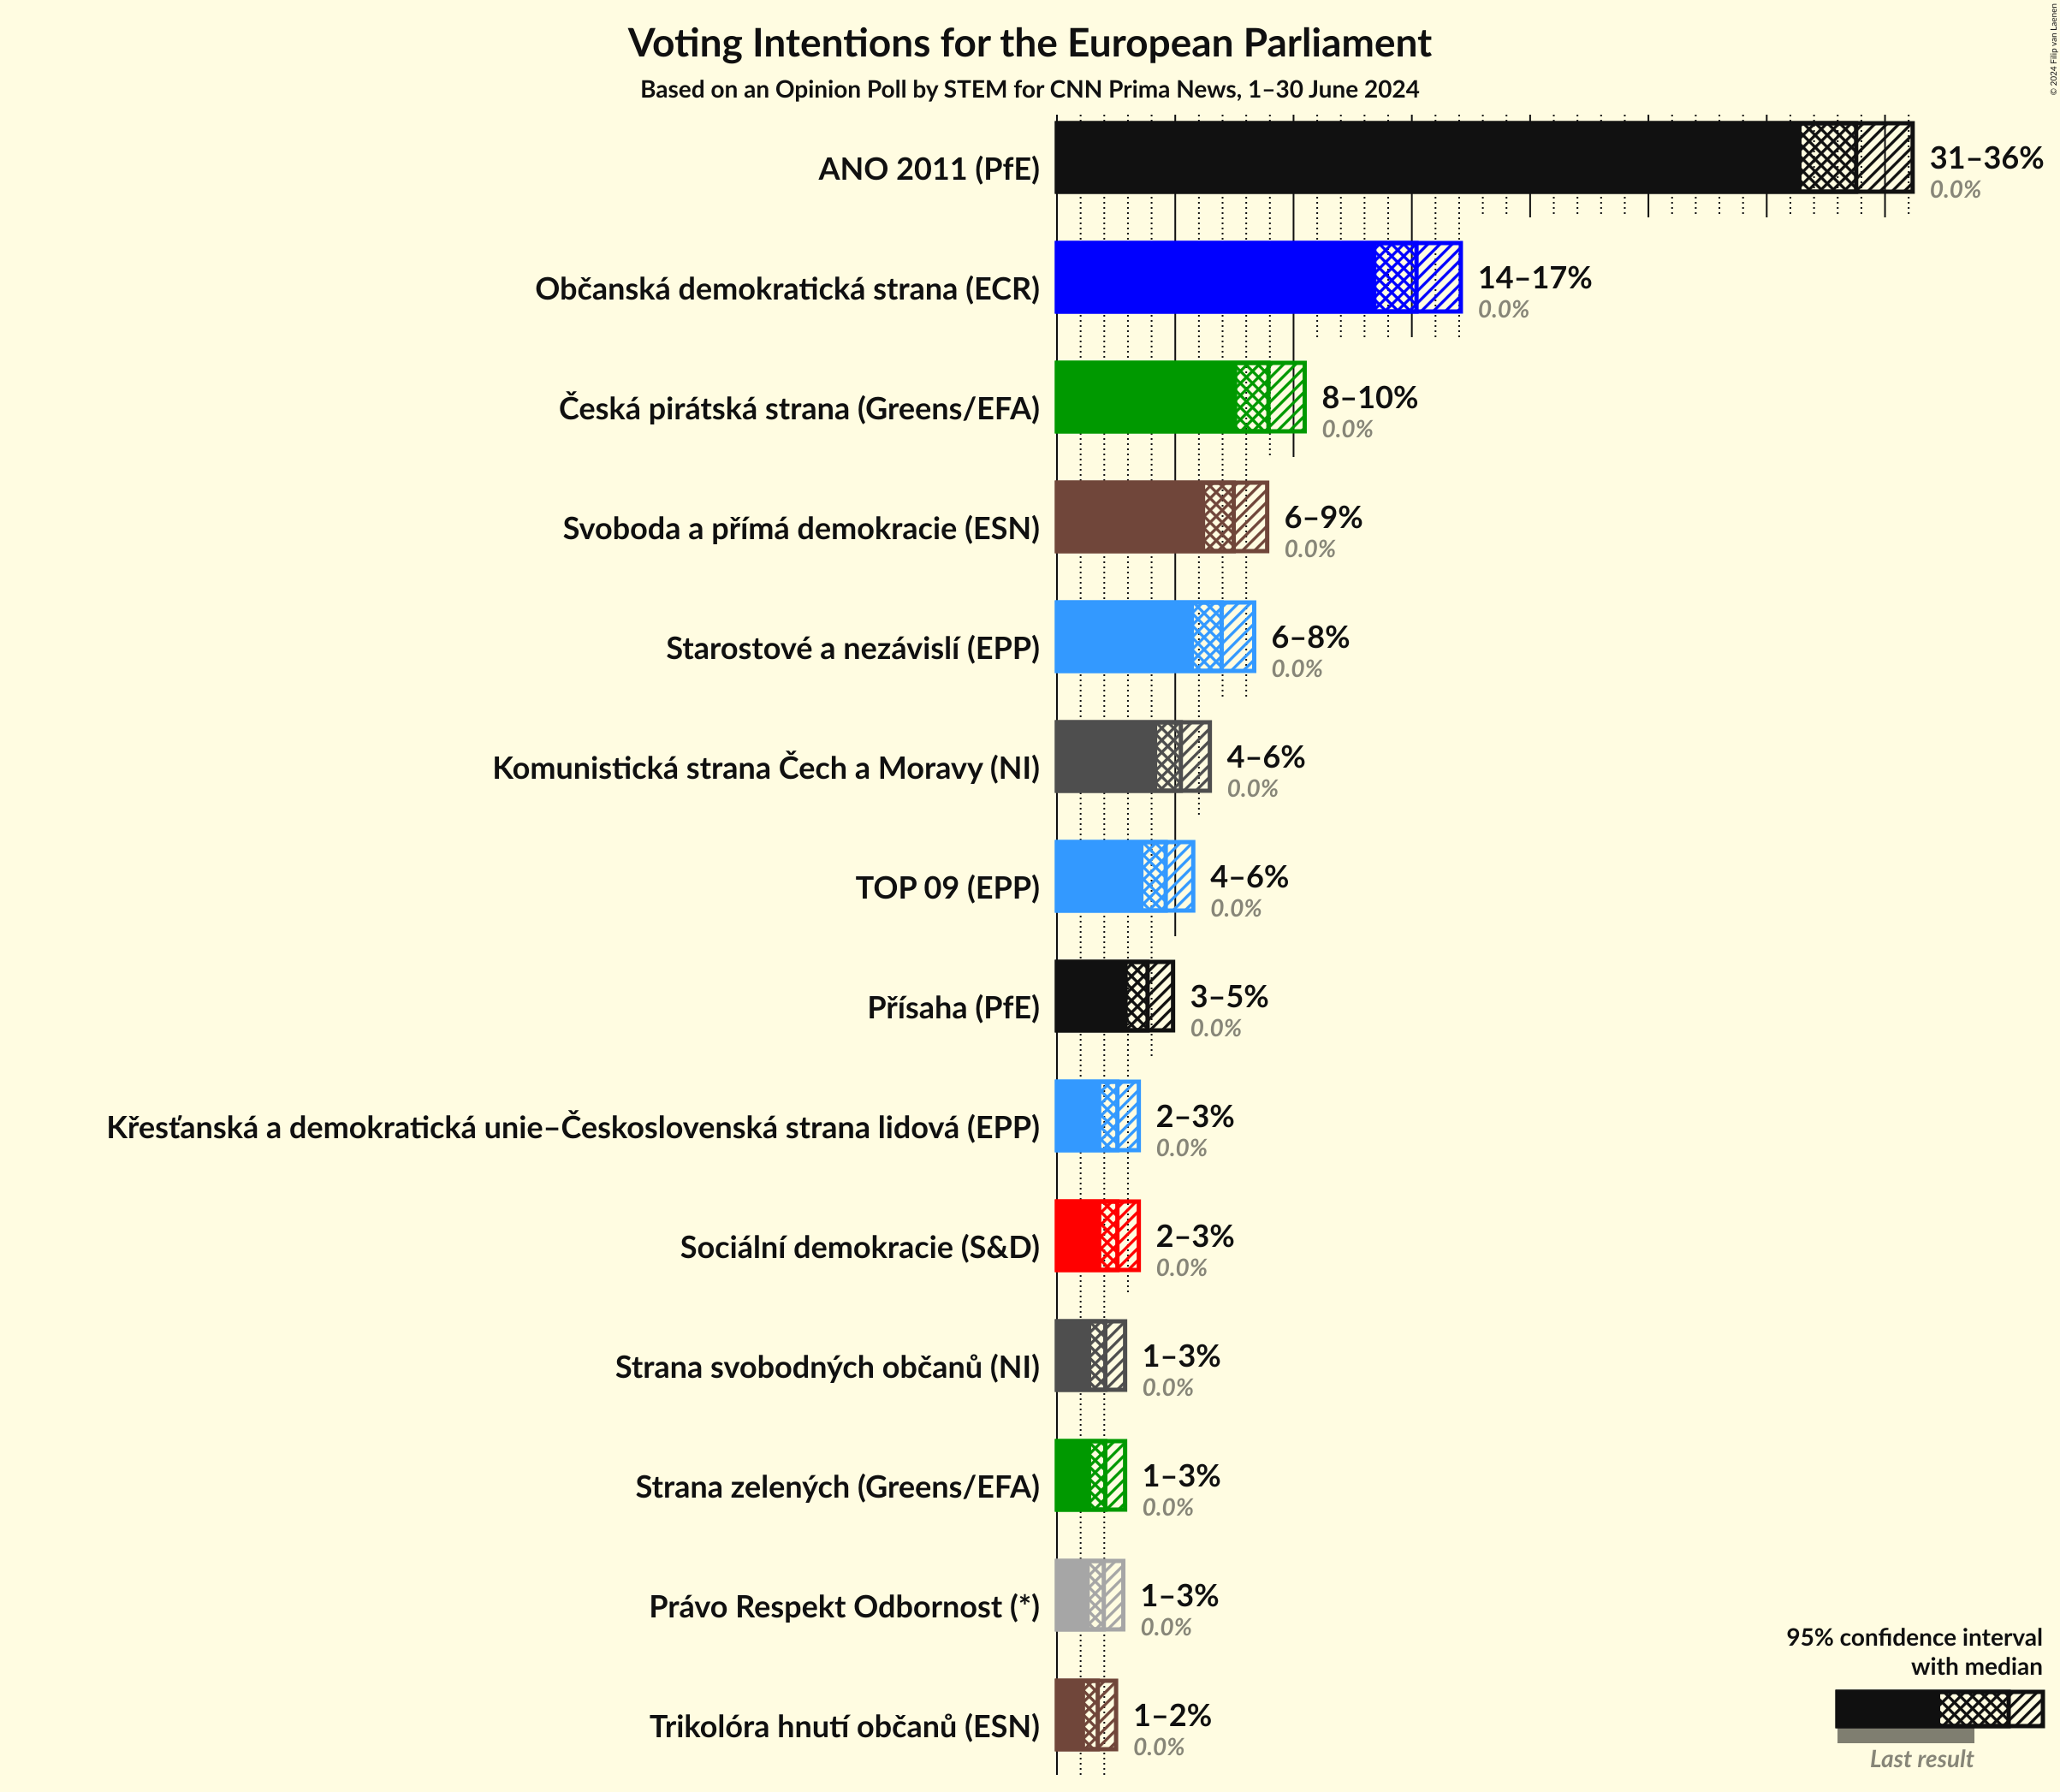 Voting Intentions for the European Parliament
Based on an Opinion Poll by STEM for CNN Prima News, 1–30 June 2024
© 2024 Filip van Laenen
ANO 2011 (PfE)
31–36%
0.0%
Občanská demokratická strana (ECR)
14–17%
0.0%
Česká pirátská strana (Greens/EFA)
8–10%
0.0%
Svoboda a přímá demokracie (ESN)
6–9%
0.0%
Starostové a nezávislí (EPP)
6–8%
0.0%
Komunistická strana Čech a Moravy (NI)
4–6%
0.0%
TOP 09 (EPP)
4–6%
0.0%
Přísaha (PfE)
3–5%
0.0%
Křesťanská a demokratická unie–Československá strana lidová (EPP)
2–3%
0.0%
Sociální demokracie (S&D)
2–3%
0.0%
Strana svobodných občanů (NI)
1–3%
0.0%
Strana zelených (Greens/EFA)
1–3%
0.0%
Právo Respekt Odbornost (*)
1–3%
0.0%
Trikolóra hnutí občanů (ESN)
1–2%
0.0%
95% confidence interval
with median
Last result